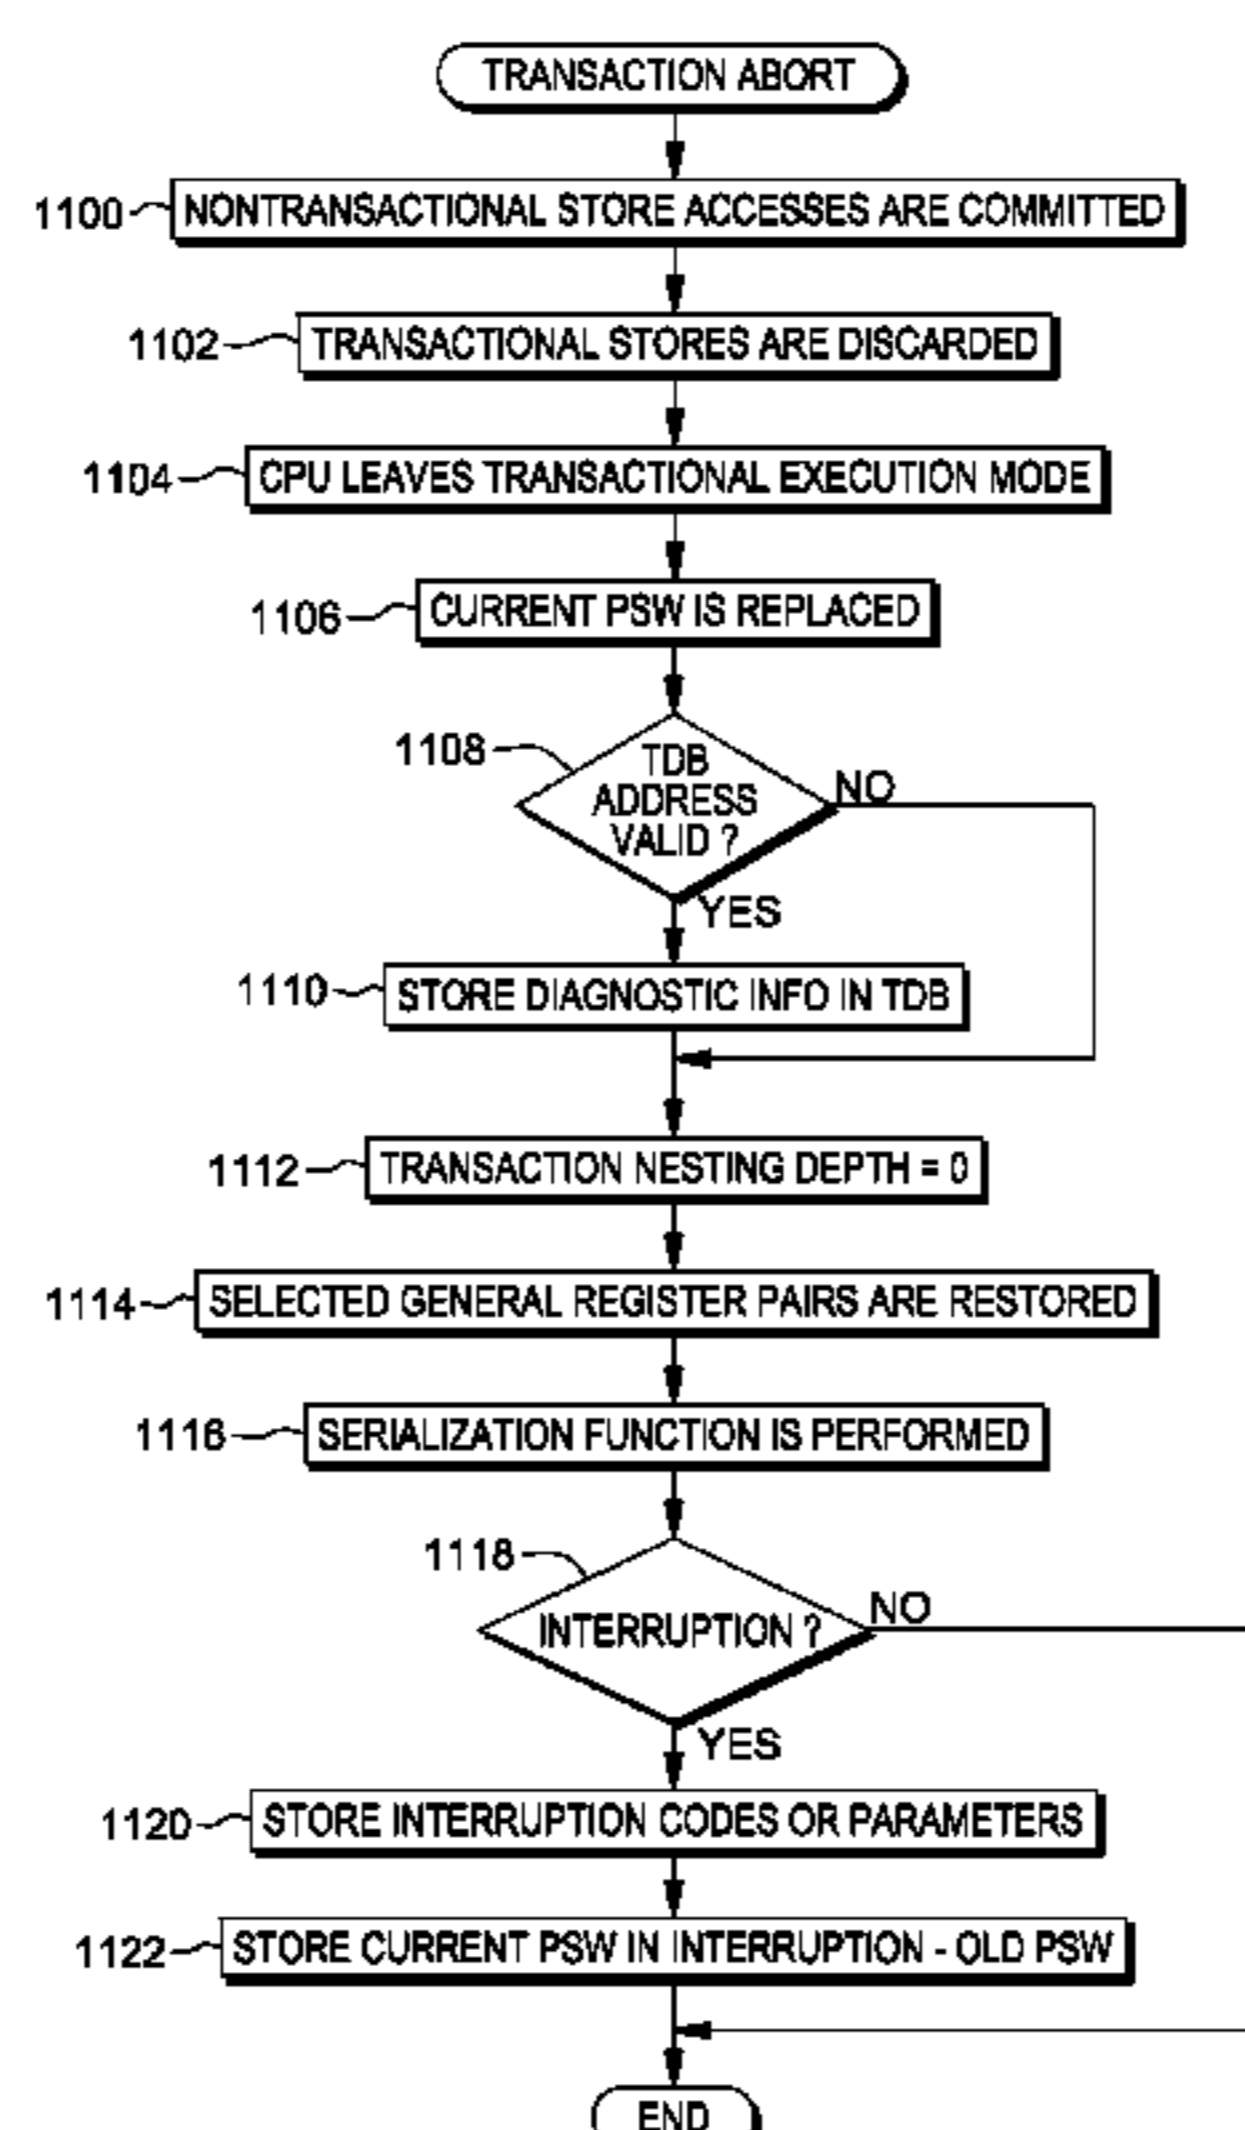 TRANSACTION ABORT
1100 NONTRANSACTIONAL STORE ACCESSES ARE COMMITTED
1102 TRANSACTIONAL STORES ARE DISCARDED
1104 CPU LEAVES TRANSACTIONAL EXECUTION MODE
1106 CURRENT PSW IS REPLACED
1108 TDB
ADDRESS NO
VALID ?
YES
1110 STORE DIAGNOSTIC INFO IN TDB
1112 TRANSACTION NESTING DEPTH = 0
1114 SELECTED GENERAL REGISTER PAIRS ARE RESTORED
1116 SERIALIZATION FUNCTION IS PERFORMED
1118
INTERRUPTION ? NO
YES
1120 STORE INTERRUPTION CODES OR PARAMETERS
1122 STORE CURRENT PSW IN INTERRUPTION - OLD PSW
END